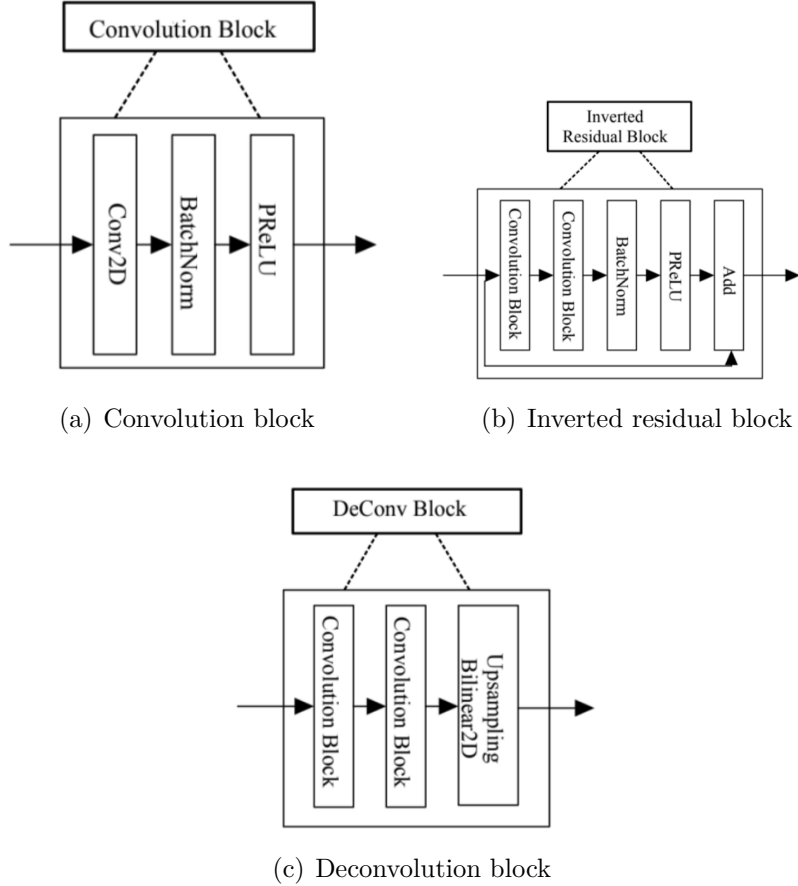 Convolution Block
Conv2D
BatchNorm
PReLU
(a) Convolution block
Inverted
Residual Block
Convolution Block
Convolution Block
BatchNorm
PReLU
Add
(b) Inverted residual block
DeConv Block
Convolution Block
Convolution Block
Upsampling
Bilinear2D
(c) Deconvolution block